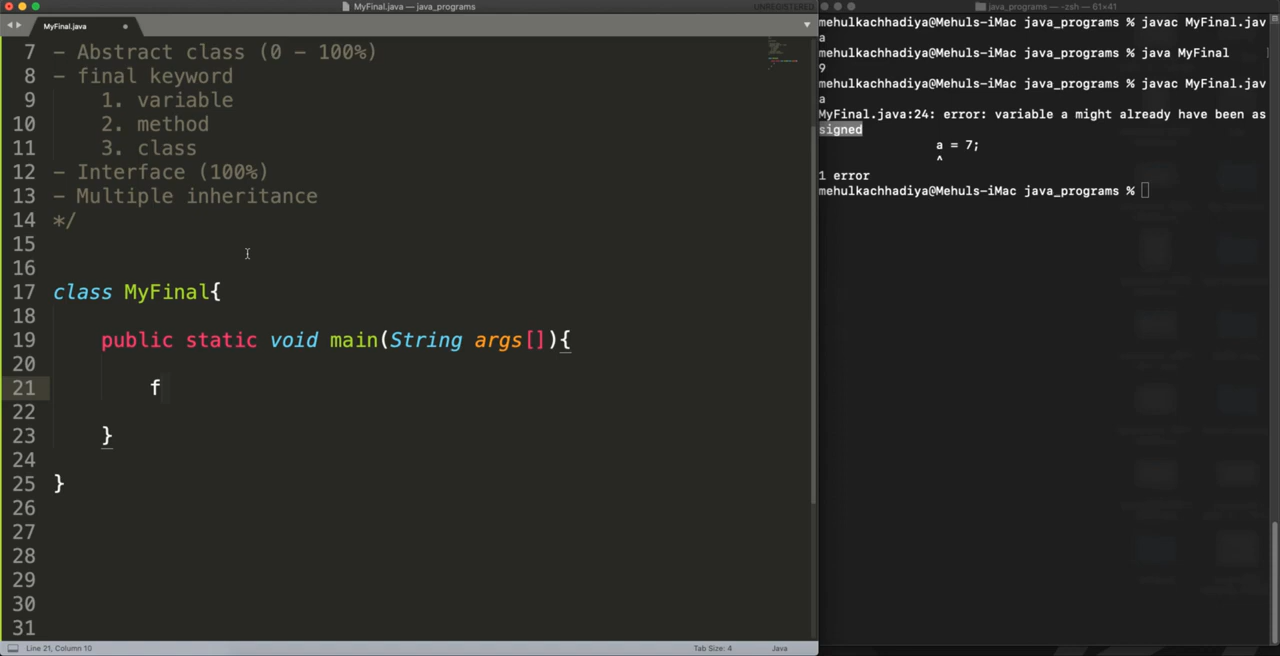 MyFinal.java — java_programs
UNREGISTERED
MyFinal.java
7 - Abstract class (0 - 100%)
8 - final keyword
9 1. variable
10 2. method
11 3. class
12 - Interface (100%)
13 - Multiple inheritance
14 */
15
16
17 class MyFinal{
18
19 public static void main(String args[]){
20
21 f
22
23 }
24
25 }
26
27
28
29
30
31
Line 21, Column 10
Tab Size: 4
Java
java_programs — -zsh — 61×41
mehulkachhadiya@Mehuls-iMac java_programs % javac MyFinal.jav
a
mehulkachhadiya@Mehuls-iMac java_programs % java MyFinal
9
mehulkachhadiya@Mehuls-iMac java_programs % javac MyFinal.jav
a
MyFinal.java:24: error: variable a might already have been as
signed
a = 7;
^
1 error
mehulkachhadiya@Mehuls-iMac java_programs %